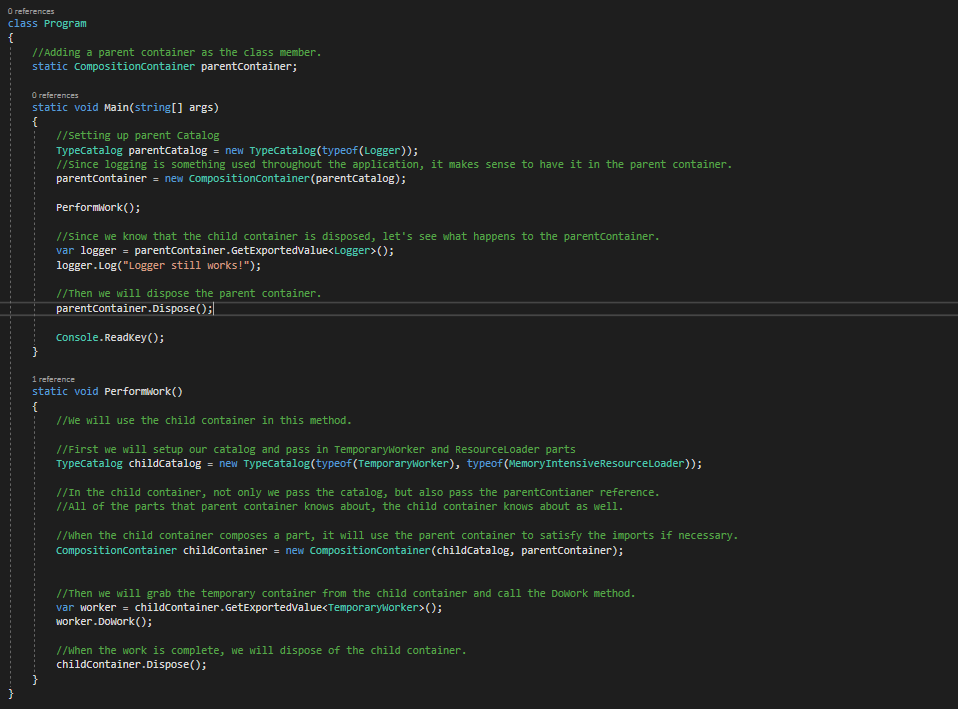 0 references
class Program
{
//Adding a parent container as the class member.
static CompositionContainer parentContainer;
0 references
static void Main(string[] args)
{
//Setting up parent Catalog
TypeCatalog parentCatalog = new TypeCatalog(typeof(Logger));
//Since logging is something used throughout the application, it makes sense to have it in the parent container.
parentContainer = new CompositionContainer(parentCatalog);
PerformWork();
//Since we know that the child container is disposed, let's see what happens to the parentContainer.
var logger = parentContainer.GetExportedValue<Logger>();
logger.Log("Logger still works!");
//Then we will dispose the parent container.
parentContainer.Dispose();
Console.ReadKey();
}
1 reference
static void PerformWork()
{
//We will use the child container in this method.
//First we will setup our catalog and pass in TemporaryWorker and ResourceLoader parts
TypeCatalog childCatalog = new TypeCatalog(typeof(TemporaryWorker), typeof(MemoryIntensiveResourceLoader));
//In the child container, not only we pass the catalog, but also pass the parentContianer reference.
//All of the parts that parent container knows about, the child container knows about as well.
//When the child container composes a part, it will use the parent container to satisfy the imports if necessary.
CompositionContainer childContainer = new CompositionContainer(childCatalog, parentContainer);
//Then we will grab the temporary container from the child container and call the DoWork method.
var worker = childContainer.GetExportedValue<TemporaryWorker>();
worker.DoWork();
//When the work is complete, we will dispose of the child container.
childContainer.Dispose();
}
}